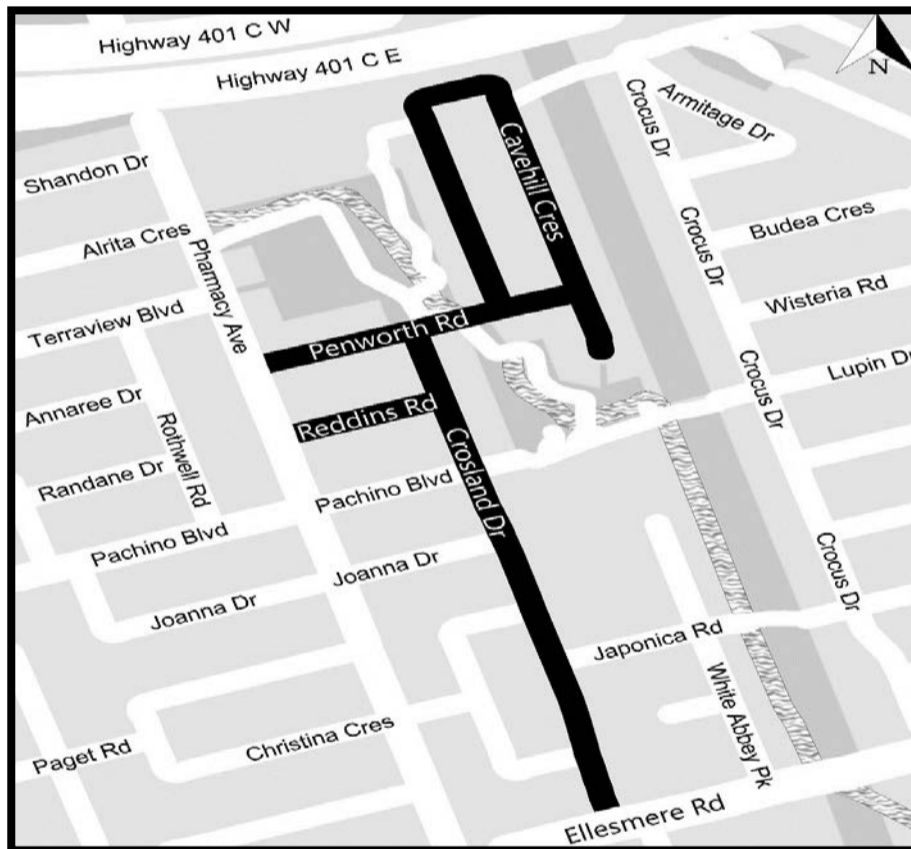 Highway 401 C W
Highway 401 C E
N
Shandon Dr
Cavehill Cres
Crocus Dr
Armitage Dr
Alrita Cres
Pharmacy Ave
Crocus Dr
Budea Cres
Terraview Blvd
Penworth Rd
Wisteria Rd
Annaree Dr
Rothwell Rd
Reddins Rd
Crocus Dr
Lupin Dr
Randane Dr
Crosland Dr
Pachino Blvd
Pachino Blvd
Joanna Dr
Joanna Dr
Crocus Dr
Japonica Rd
White Abbey Pk
Paget Rd
Christina Cres
Ellesmere Rd